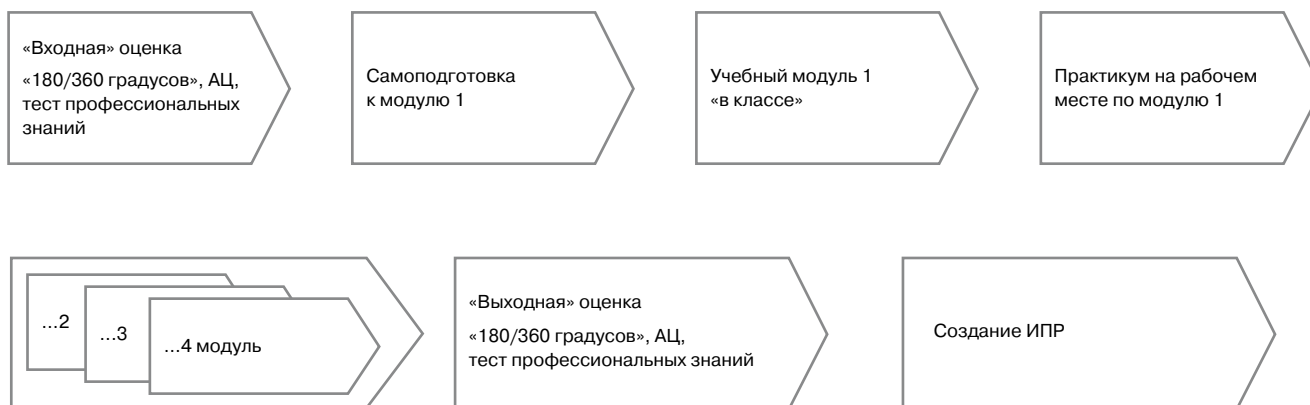 «Входная» оценка
«180/360 градусов», АЦ,
тест профессиональных
знаний
Самоподготовка
к модулю 1
Учебный модуль 1
«в классе»
Практикум на рабочем
месте по модулю 1
...2
...3
...4 модуль
«Выходная» оценка
«180/360 градусов», АЦ,
тест профессиональных знаний
Создание ИПР